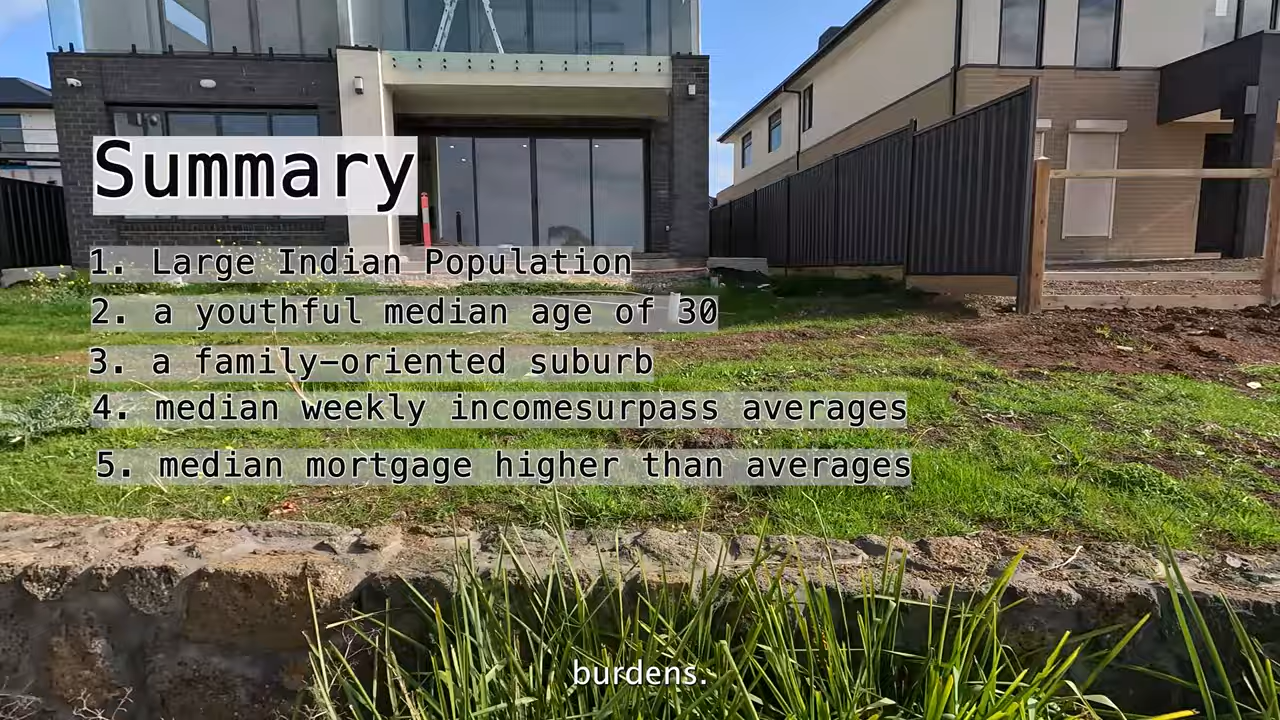 Summary
1. Large Indian Population
2. a youthful median age of 30
3. a family-oriented suburb
4. median weekly incomesurpass averages
5. median mortgage higher than averages
burdens.